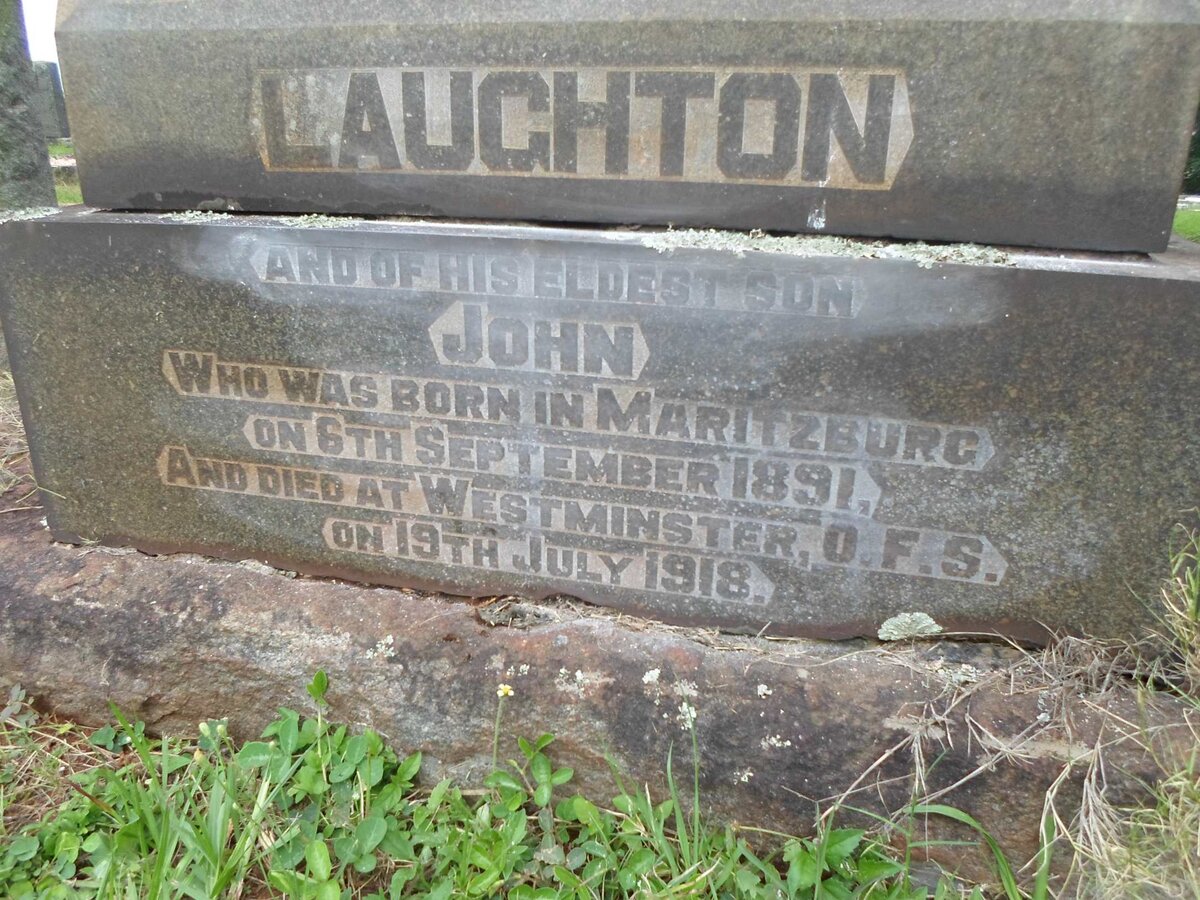 LAUGHTON
AND OF HIS ELDEST SON
JOHN
WHO WAS BORN IN MARITZBURG
ON 6TH SEPTEMBER 1891,
AND DIED AT WESTMINSTER, O.F.S.
ON 19TH JULY 1918.